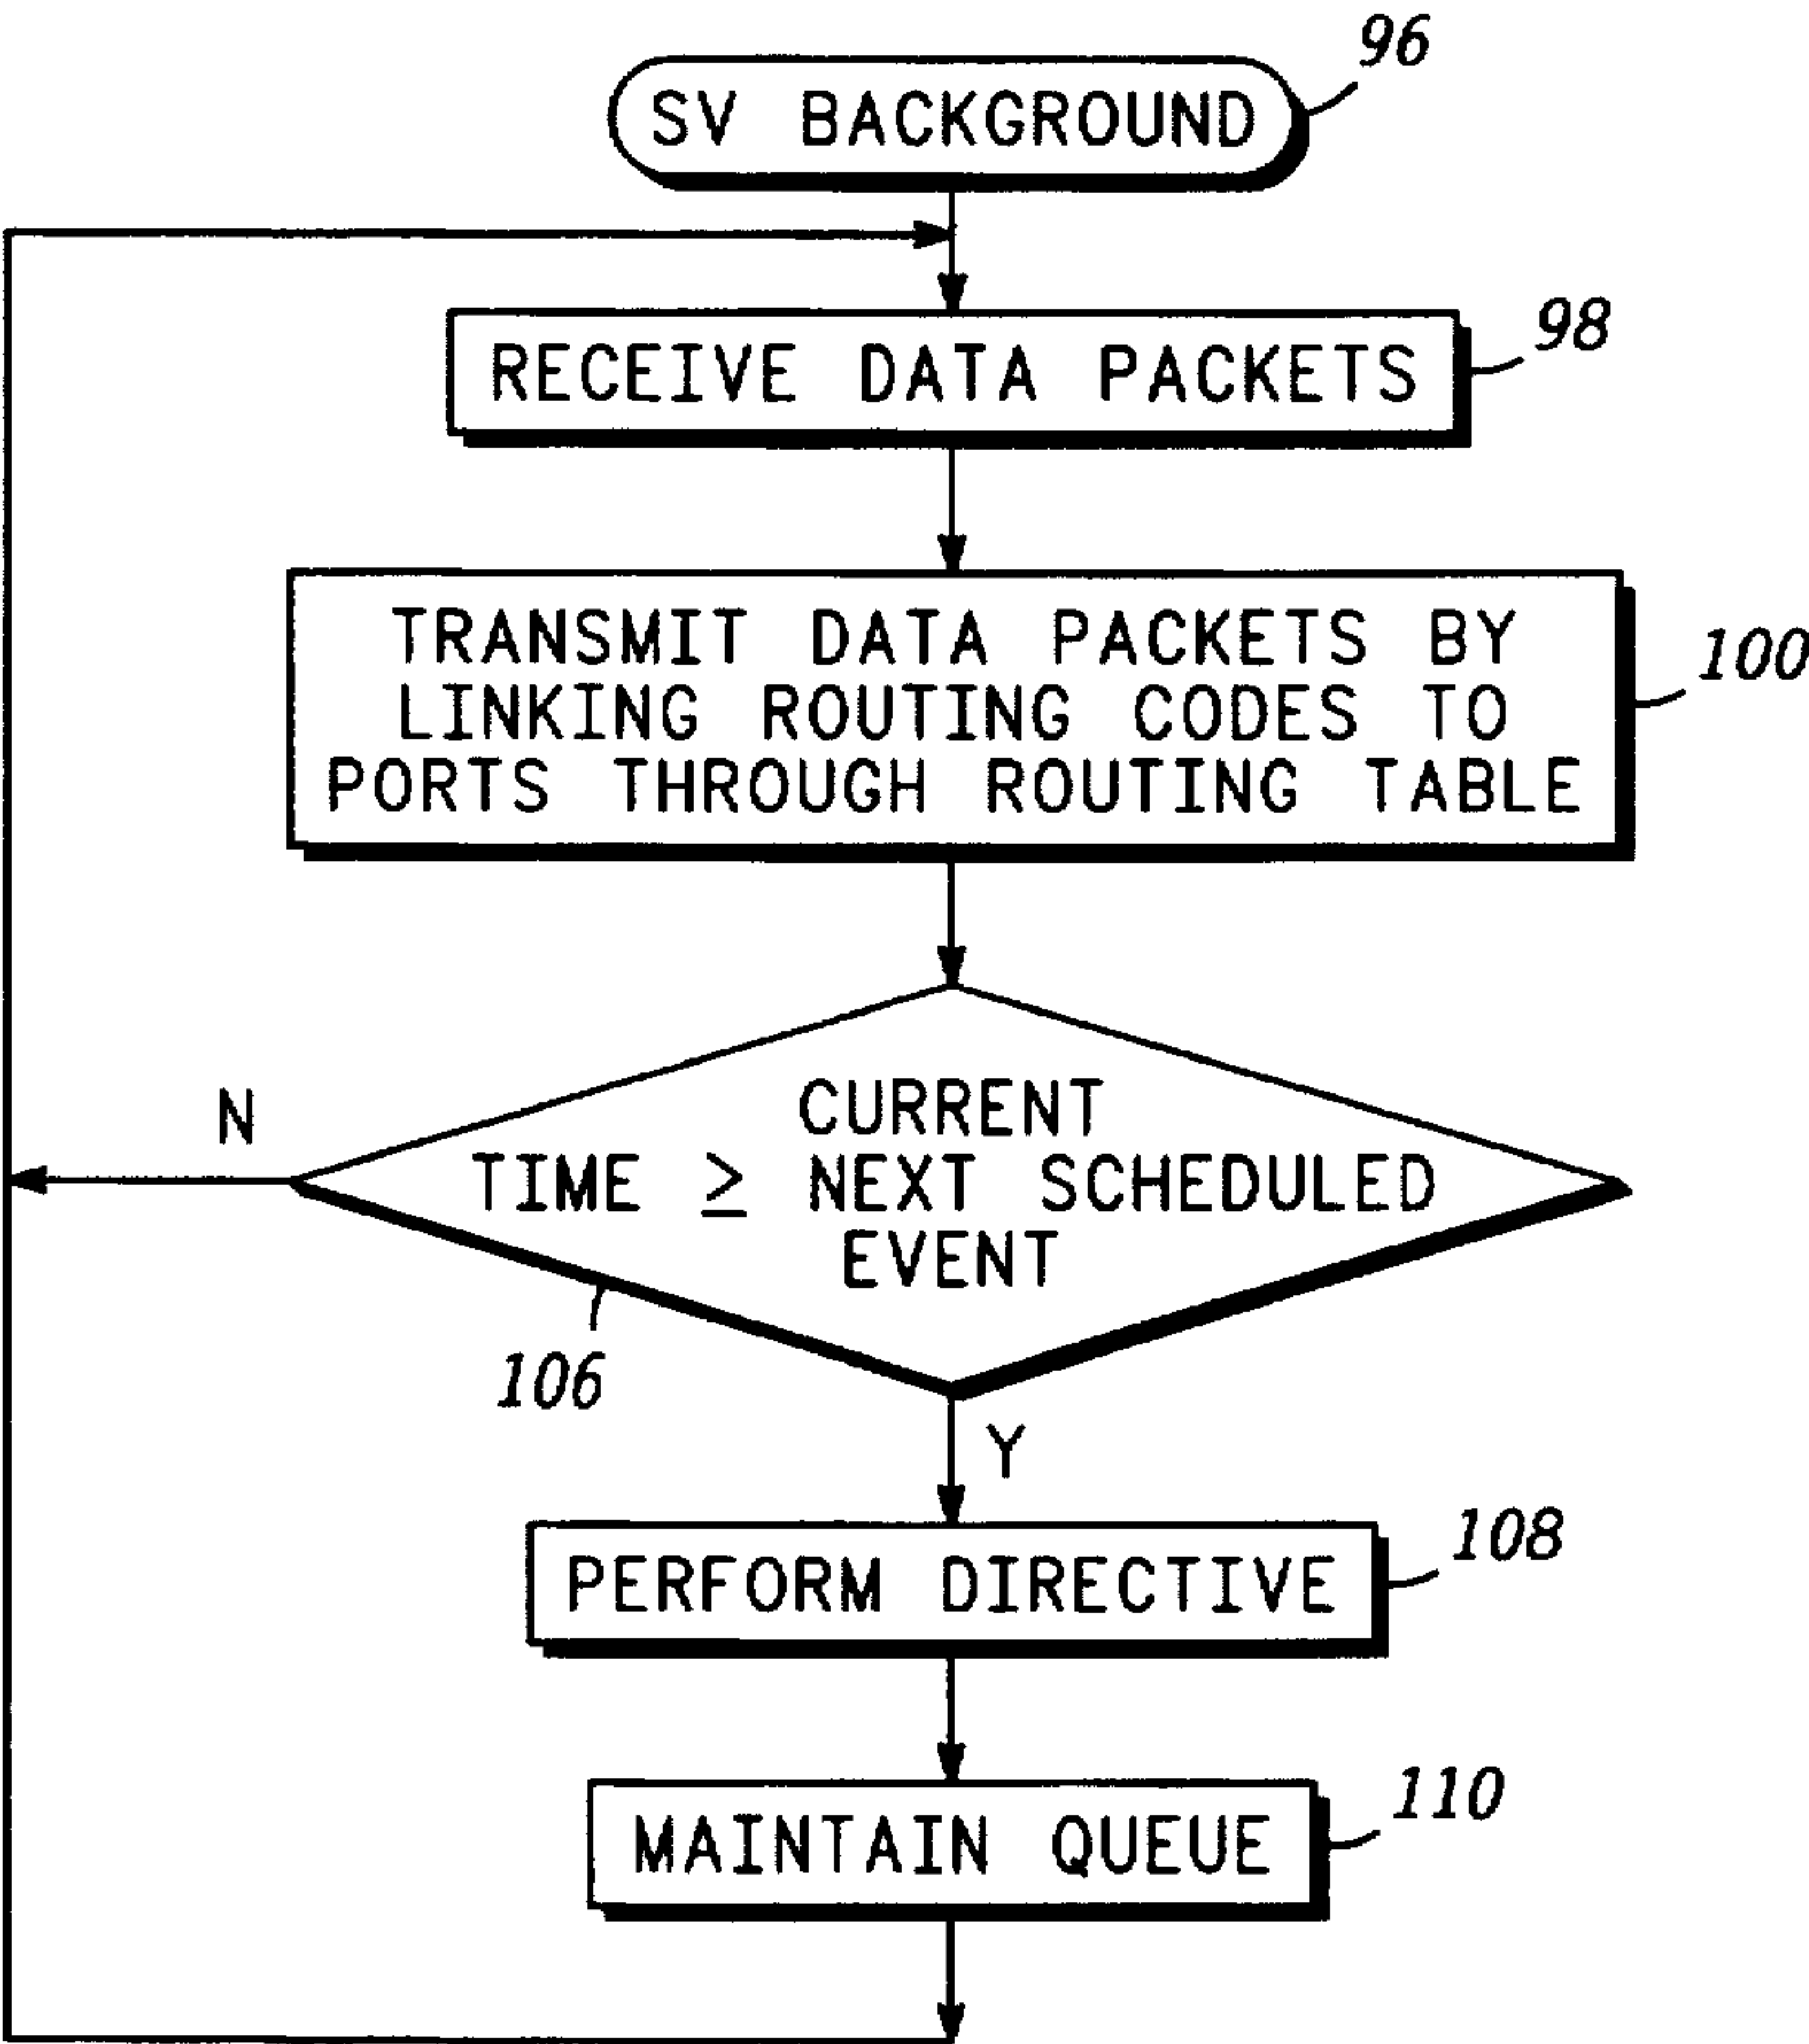 96
SV BACKGROUND
98
RECEIVE DATA PACKETS
TRANSMIT DATA PACKETS BY
LINKING ROUTING CODES TO
PORTS THROUGH ROUTING TABLE
100
N
CURRENT
TIME ≥ NEXT SCHEDULED
EVENT
106
Y
108
PERFORM DIRECTIVE
110
MAINTAIN QUEUE